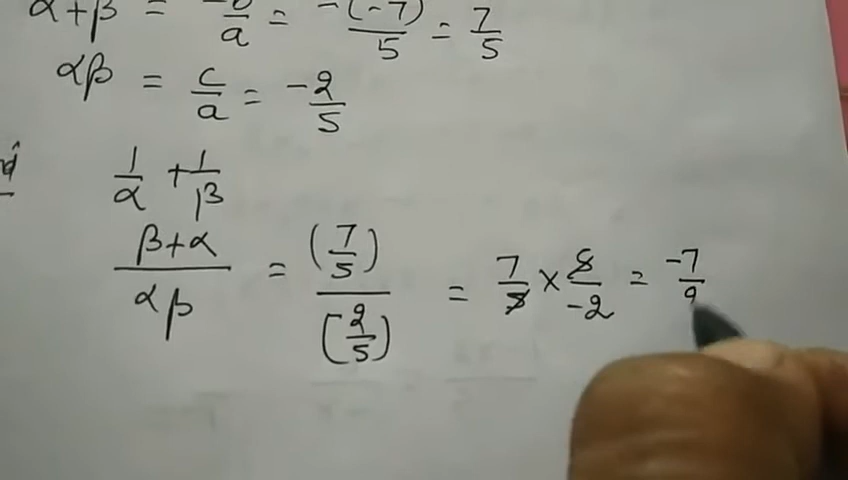 α+β = -b/a = -(-7)/5 = 7/5
αβ = c/a = -2/5
1/α + 1/β
β+α/αβ = (7/5)/(2/5) = 7/5 × 5/-2 = -7/2